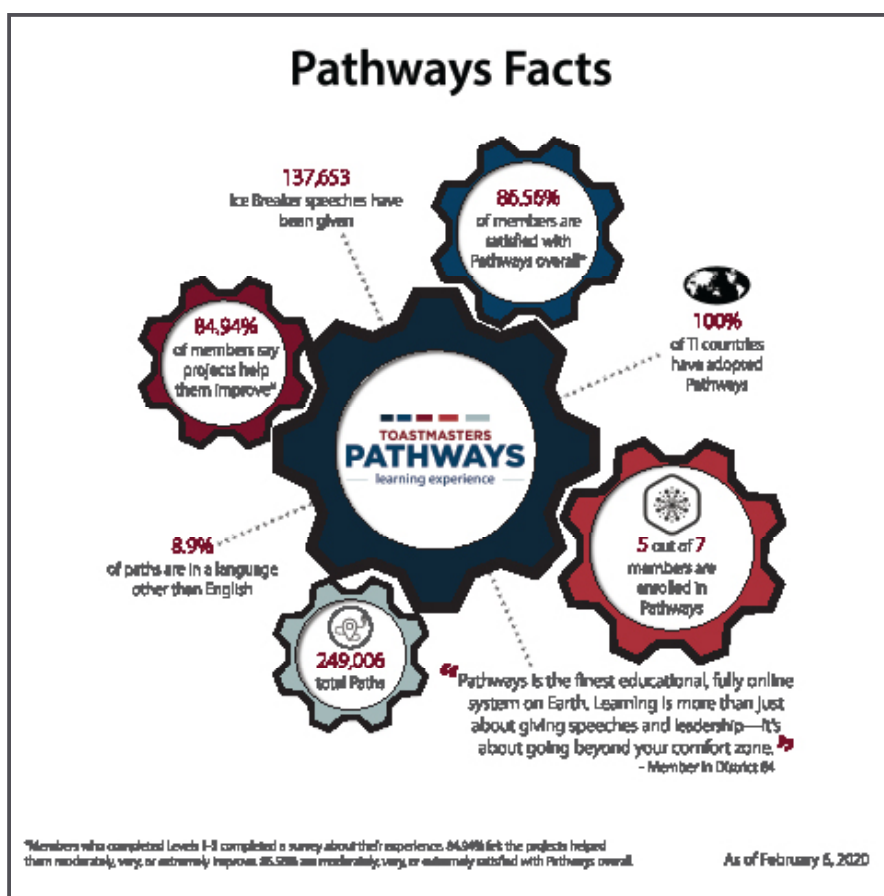 Pathways Facts
137,653
Ice Breaker speeches have
been given
86.56%
of members are
satisfied with
Pathways overall*
84.94%
of members say
projects help
them improve*
100%
of TI countries
have adopted
Pathways
TOASTMASTERS
PATHWAYS
learning experience
8.9%
of paths are in a language
other than English
5 out of 7
members are
enrolled in
Pathways
249,006
total Paths
“Pathways is the finest educational, fully online
system on Earth. Learning is more than just
about giving speeches and leadership—it's
about going beyond your comfort zone.”
- Member in District 84
*Members who completed Levels 1-3 completed a survey about their experience. 84.94% felt the projects helped
them moderately, very, or extremely improve. 86.56% are moderately, very, or extremely satisfied with Pathways overall.
As of February 6, 2020